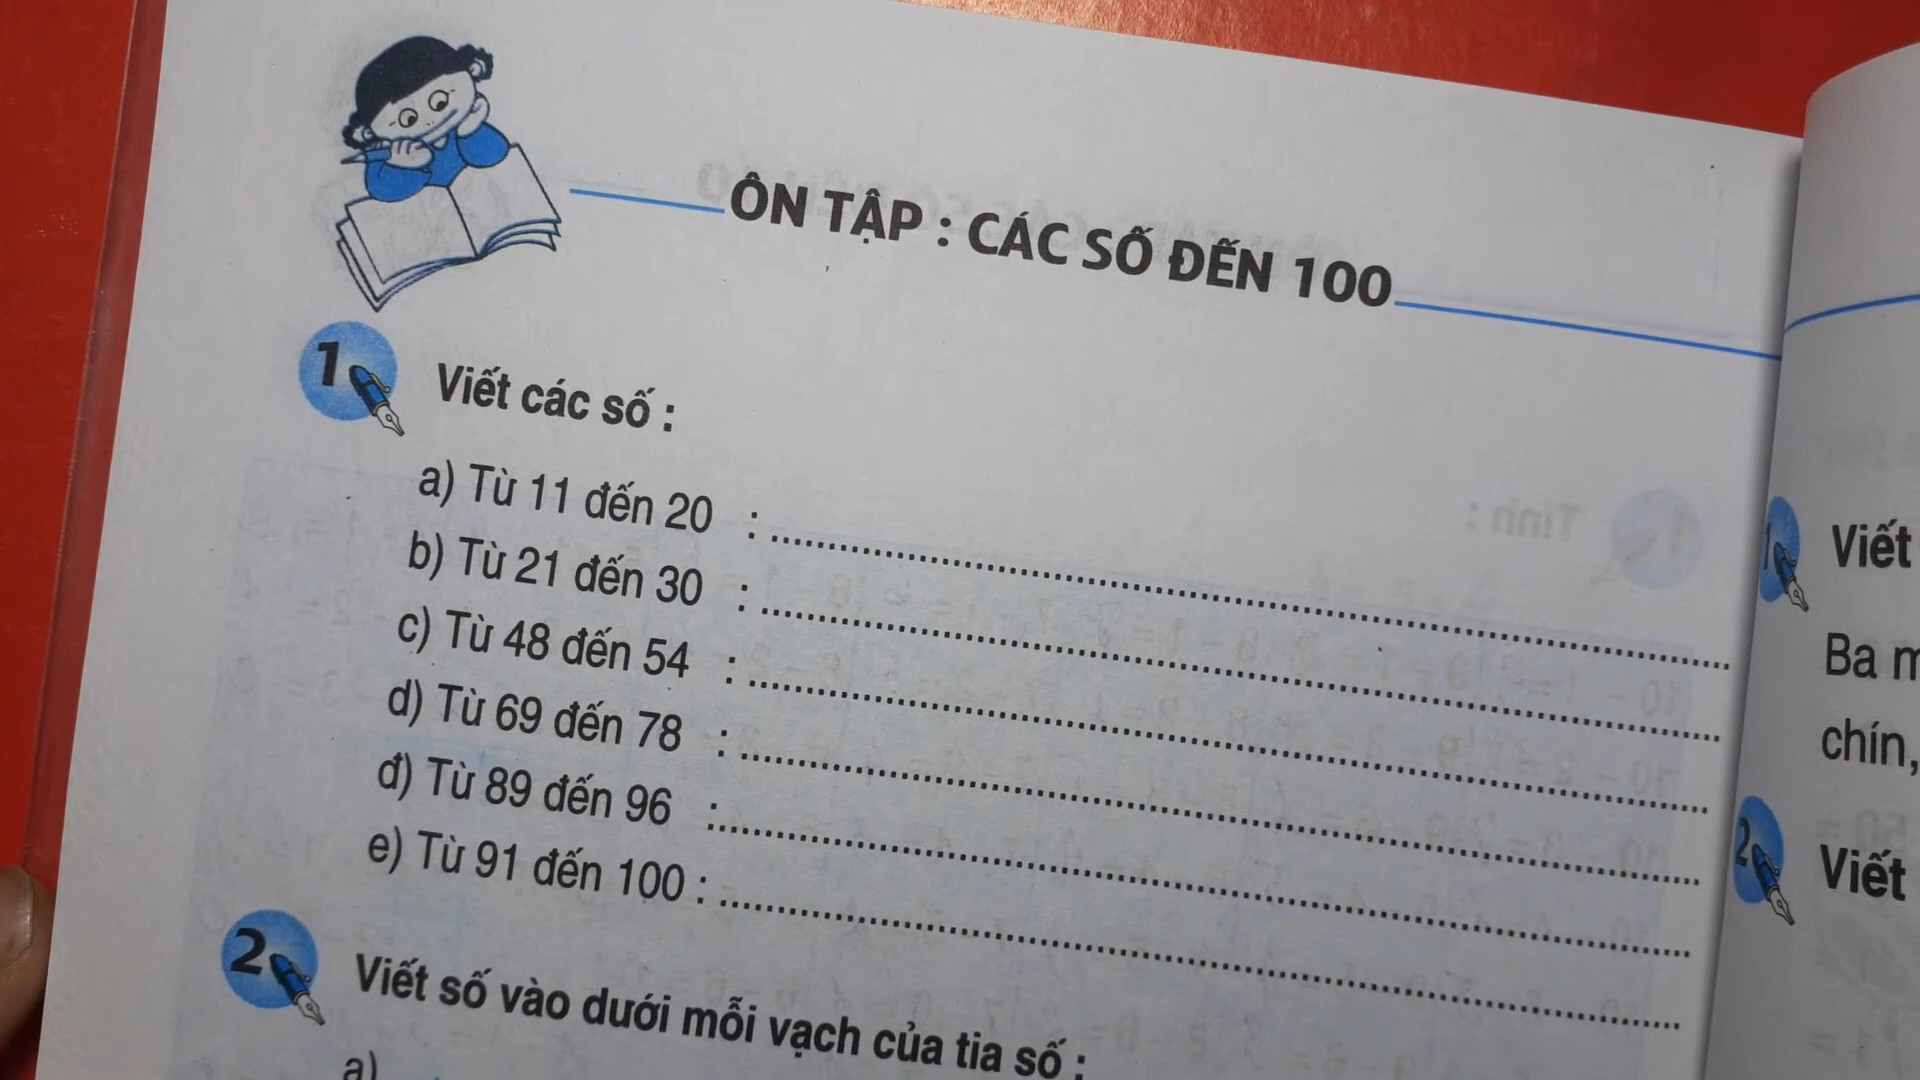 ÔN TẬP : CÁC SỐ ĐẾN 100
1
Viết các số :
a) Từ 11 đến 20 :
b) Từ 21 đến 30 :
c) Từ 48 đến 54 :
d) Từ 69 đến 78 :
đ) Từ 89 đến 96 :
e) Từ 91 đến 100 :
2
Viết số vào dưới mỗi vạch của tia số :
a)
1
Viết
Ba
chín,
2
Viết